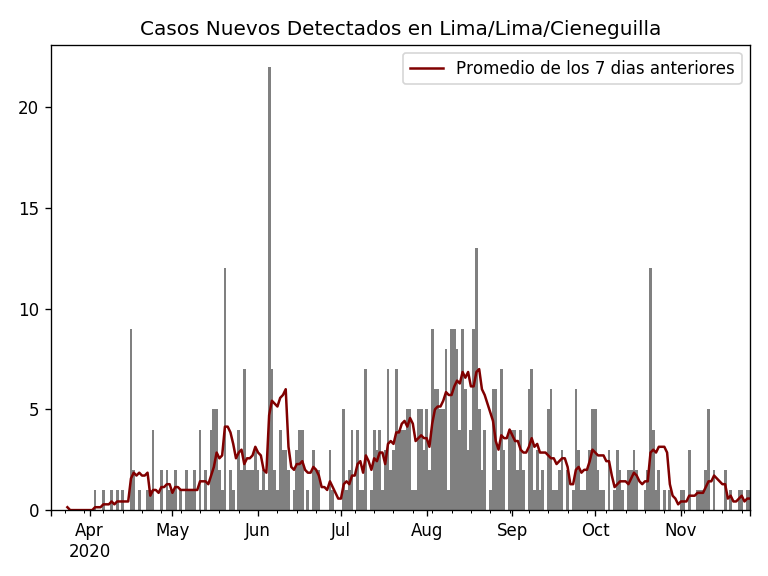 Casos Nuevos Detectados en Lima/Lima/Cieneguilla
Promedio de los 7 dias anteriores
20
15
10
5
0
Apr May Jun Jul Aug Sep Oct Nov
2020